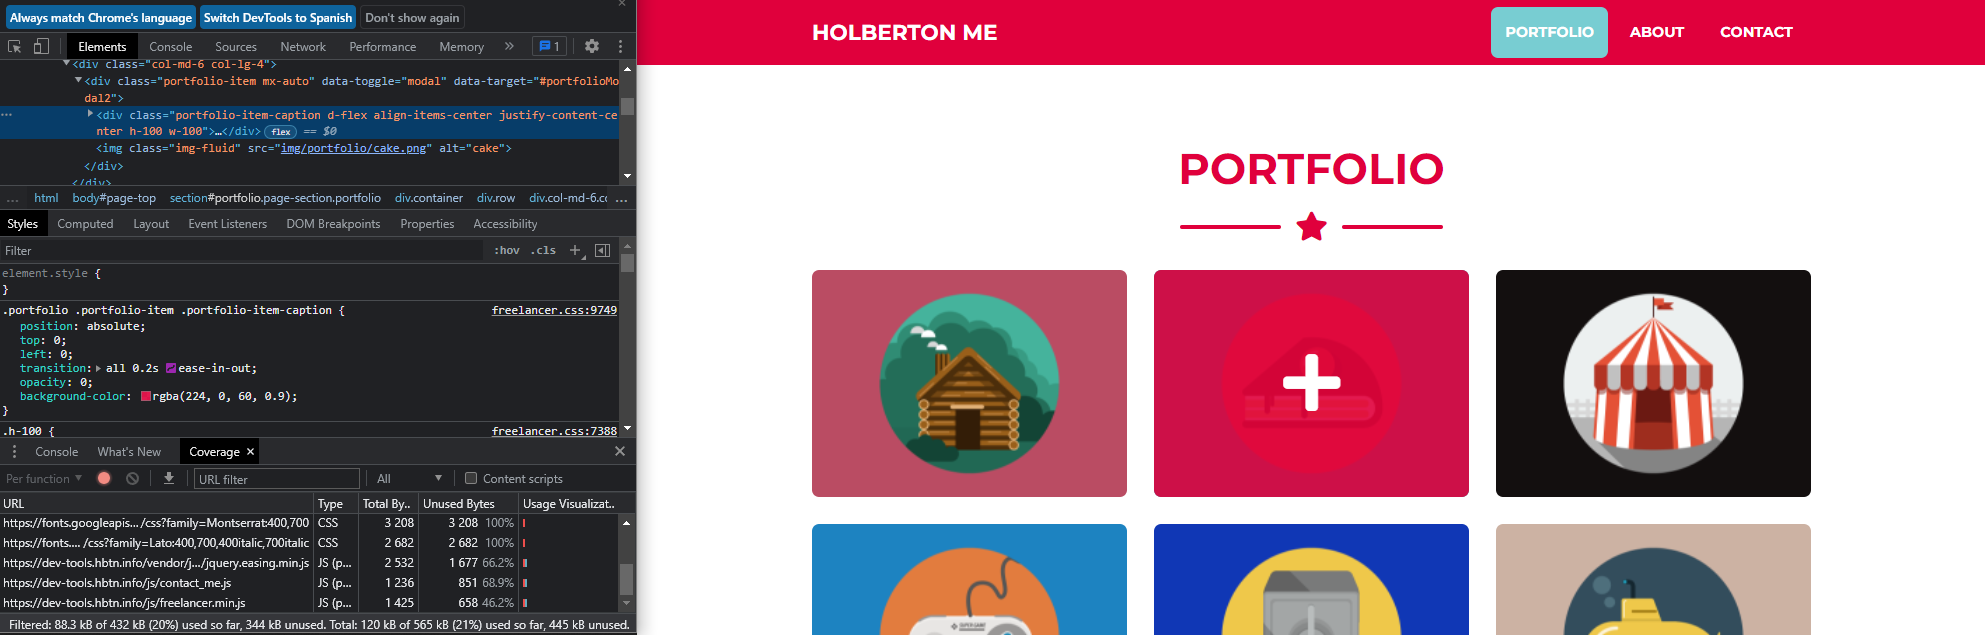 Always match Chrome's language Switch DevTools to Spanish Don't show again
Elements Console Sources Network Performance Memory » 1
<div class="col-md-6 col-lg-4">
<div class="portfolio-item mx-auto" data-toggle="modal" data-target="#portfolioMo
dal2">
<div class="portfolio-item-caption d-flex align-items-center justify-content-ce
nter h-100 w-100">…</div> flex == $0
<img class="img-fluid" src="img/portfolio/cake.png" alt="cake">
</div>
</div>
... html body#page-top section#portfolio.page-section.portfolio div.container div.row div.col-md-6.cc ...
Styles Computed Layout Event Listeners DOM Breakpoints Properties Accessibility
Filter :hov .cls +
element.style {
}
.portfolio .portfolio-item .portfolio-item-caption { freelancer.css:9749
position: absolute;
top: 0;
left: 0;
transition: all 0.2s ease-in-out;
opacity: 0;
background-color: rgba(224, 0, 60, 0.9);
}
.h-100 { freelancer.css:7388
Console What's New Coverage ×
Per function URL filter All Content scripts
URL Type Total By.. Unused Bytes Usage Visualizat..
https://fonts.googleapis... /css?family=Montserrat:400,700 CSS 3 208 3 208 100%
https://fonts.... /css?family=Lato:400,700,400italic,700italic CSS 2 682 2 682 100%
https://dev-tools.hbtn.info/vendor/j.../jquery.easing.min.js JS (p... 2 532 1 677 66.2%
https://dev-tools.hbtn.info/js/contact_me.js JS (p... 1 236 851 68.9%
https://dev-tools.hbtn.info/js/freelancer.min.js JS (p... 1 425 658 46.2%
Filtered: 88.3 kB of 432 kB (20%) used so far, 344 kB unused. Total: 120 kB of 565 kB (21%) used so far, 445 kB unused.
HOLBERTON ME PORTFOLIO ABOUT CONTACT
PORTFOLIO
SUPER GAME